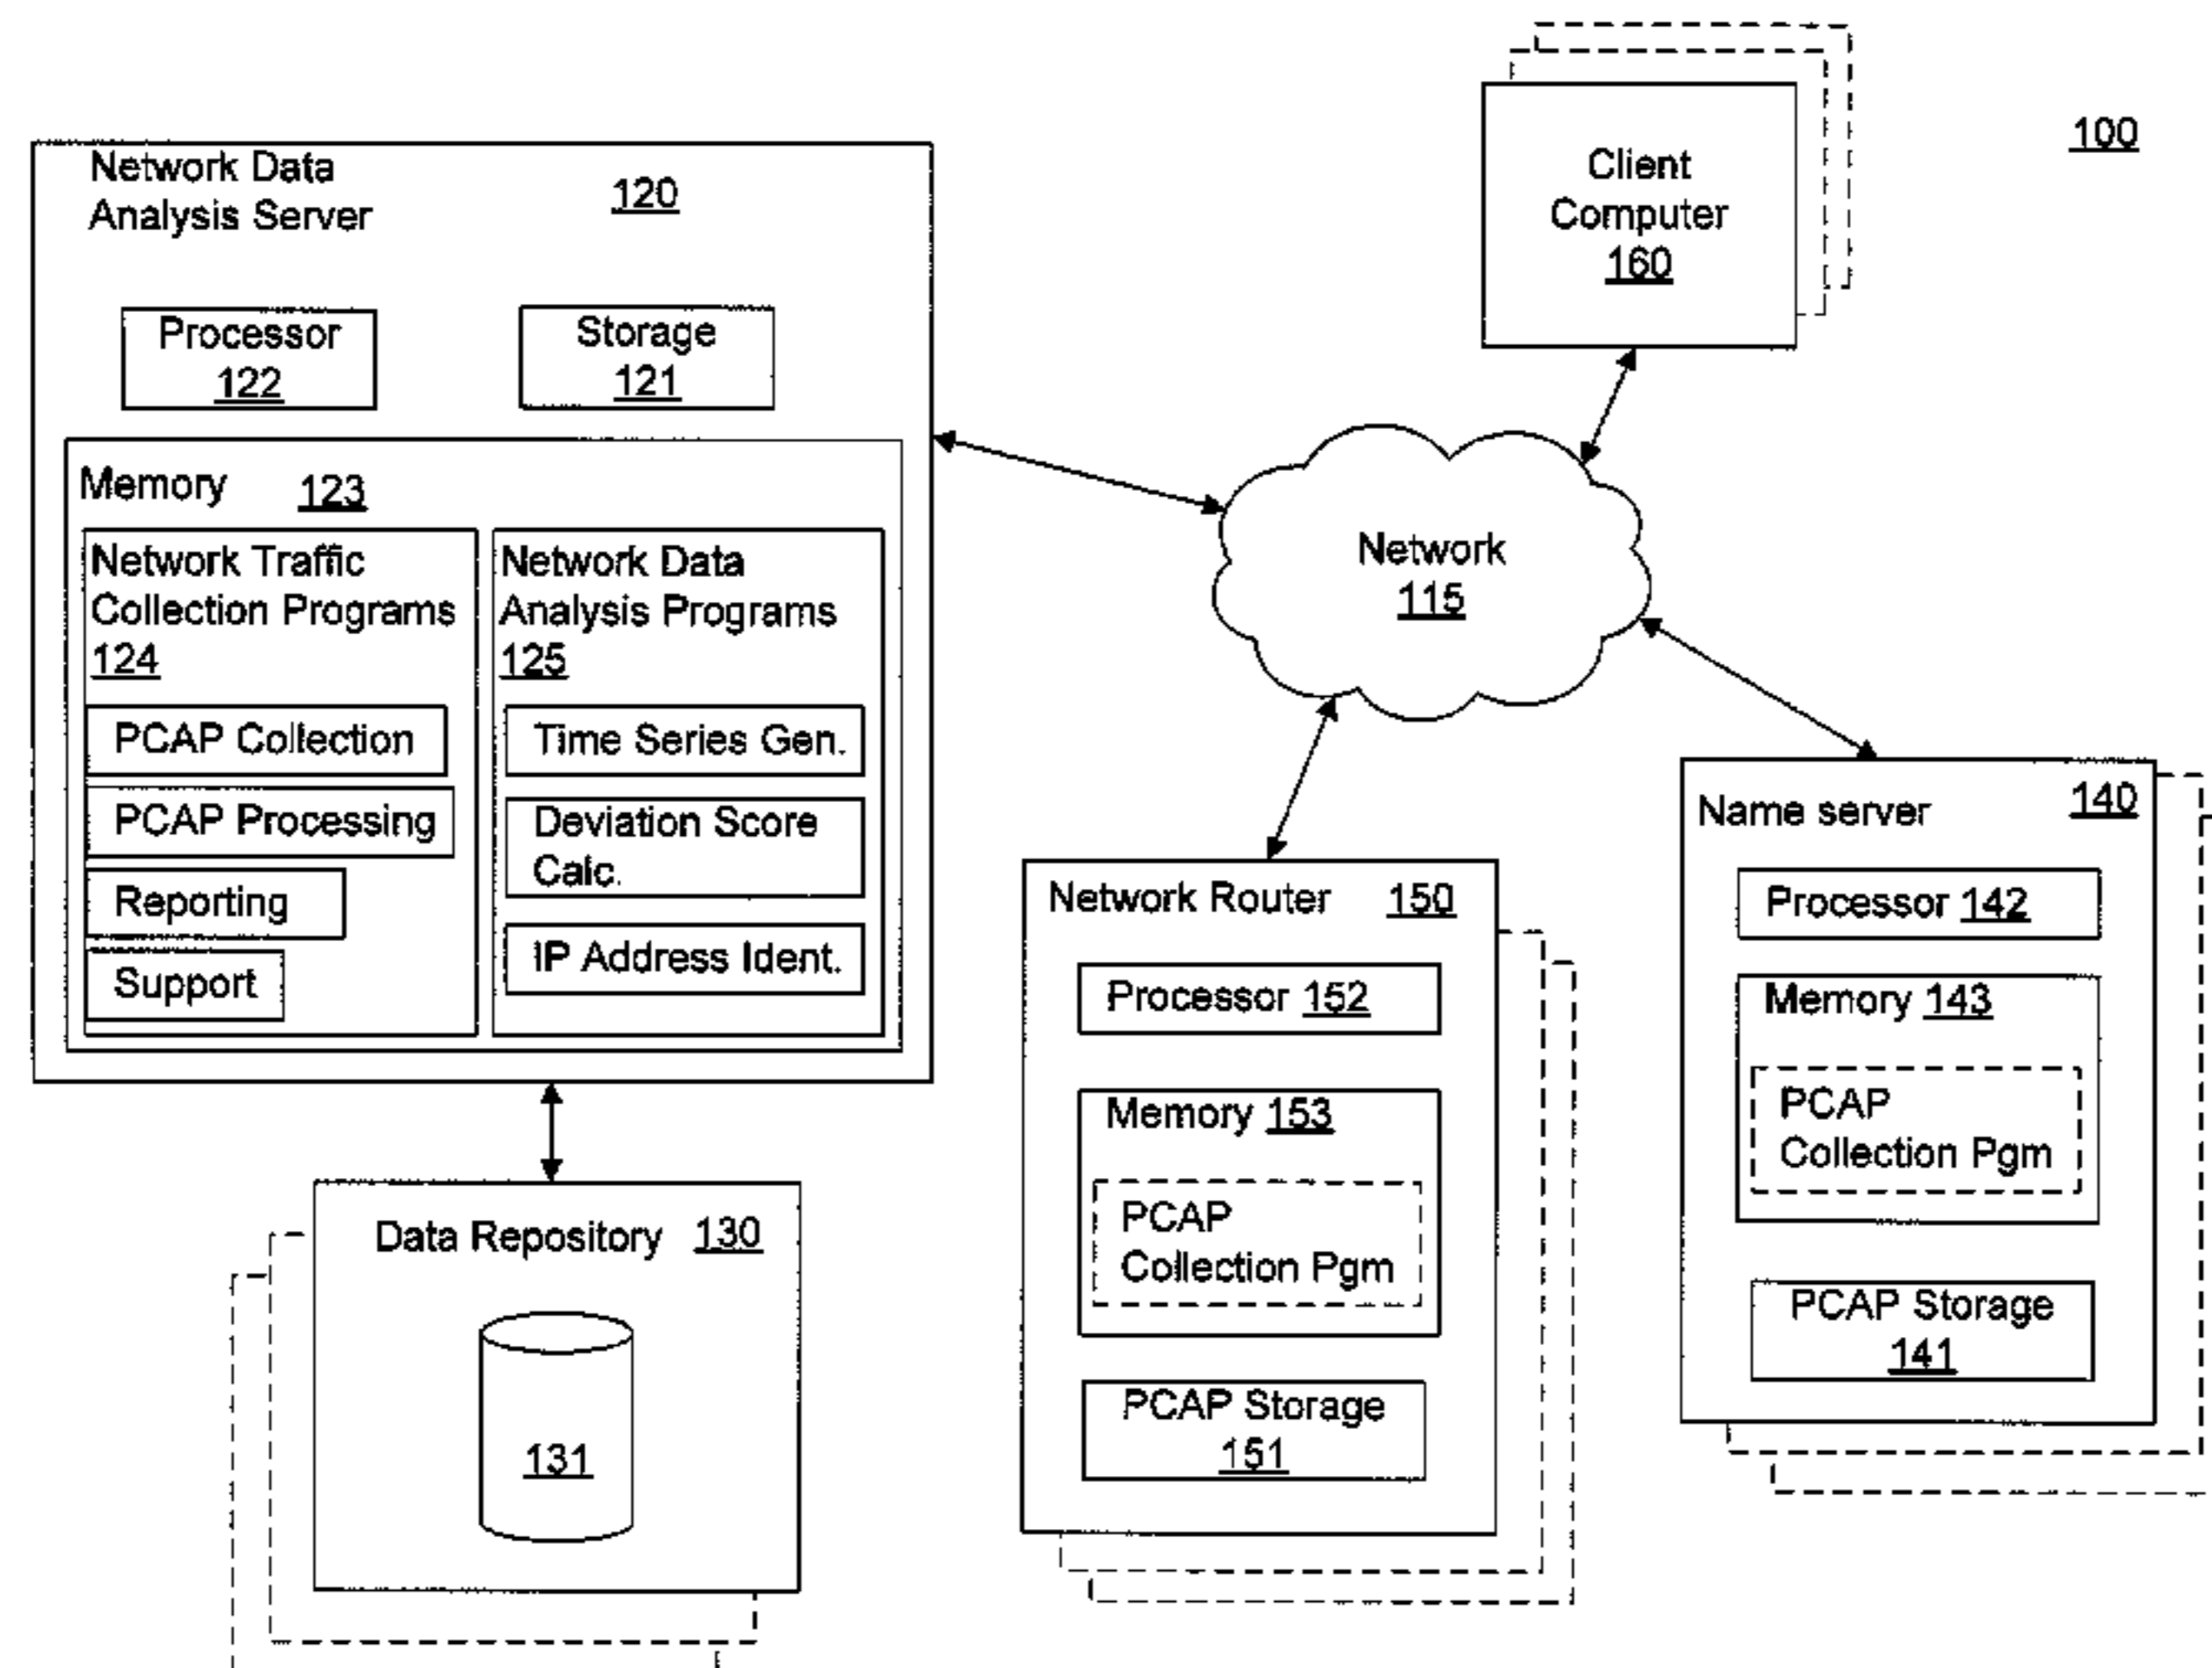 100
Network Data
Analysis Server
120
Processor
122
Storage
121
Memory 123
Network Traffic
Collection Programs
124
PCAP Collection
PCAP Processing
Reporting
Support
Network Data
Analysis Programs
125
Time Series Gen.
Deviation Score
Calc.
IP Address Ident.
Data Repository 130
131
Client
Computer
160
Network
115
Network Router 150
Processor 152
Memory 153
PCAP
Collection Pgm
PCAP Storage
151
Name server 140
Processor 142
Memory 143
PCAP
Collection Pgm
PCAP Storage
141